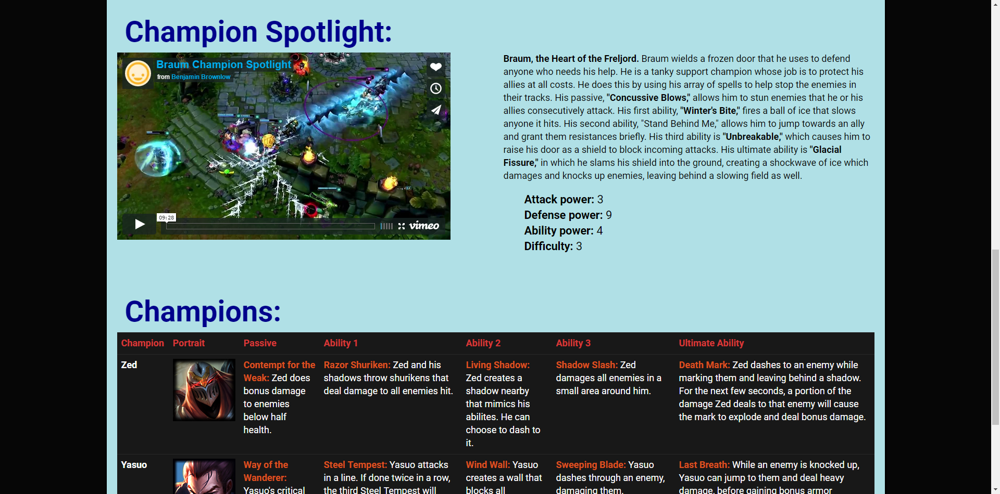 Champion Spotlight:
Braum Champion Spotlight
from Benjamin Brownlow
09:28
vimeo
Braum, the Heart of the Freljord. Braum wields a frozen door that he uses to defend
anyone who needs his help. He is a tanky support champion whose job is to protect his
allies at all costs. He does this by using his array of spells to help stop the enemies in
their tracks. His passive, "Concussive Blows," allows him to stun enemies that he or his
allies consecutively attack. His first ability, "Winter's Bite," fires a ball of ice that slows
anyone it hits. His second ability, "Stand Behind Me," allows him to jump towards an ally
and grant them resistances briefly. His third ability is "Unbreakable," which causes him to
raise his door as a shield to block incoming attacks. His ultimate ability is "Glacial
Fissure," in which he slams his shield into the ground, creating a shockwave of ice which
damages and knocks up enemies, leaving behind a slowing field as well.
Attack power: 3
Defense power: 9
Ability power: 4
Difficulty: 3
Champions:
Champion
Portrait
Passive
Ability 1
Ability 2
Ability 3
Ultimate Ability
Zed
Contempt for the
Weak: Zed does
bonus damage
to enemies
below half
health.
Razor Shuriken: Zed and his
shadows throw shurikens that
deal damage to all enemies hit.
Living Shadow:
Zed creates a
shadow nearby
that mimics his
abilites. He can
choose to dash to
it.
Shadow Slash: Zed
damages all enemies in a
small area around him.
Death Mark: Zed dashes to an enemy while
marking them and leaving behind a shadow.
For the next few seconds, a portion of the
damage Zed deals to that enemy will cause
the mark to explode and deal bonus damage.
Yasuo
Way of the
Wanderer:
Yasuo's critical
Steel Tempest: Yasuo attacks
in a line. If done twice in a row,
the third Steel Tempest will
Wind Wall: Yasuo
creates a wall that
blocks all
Sweeping Blade: Yasuo
dashes through an enemy,
damaging them.
Last Breath: While an enemy is knocked up,
Yasuo can jump to them and deal heavy
damage, before gaining bonus armor